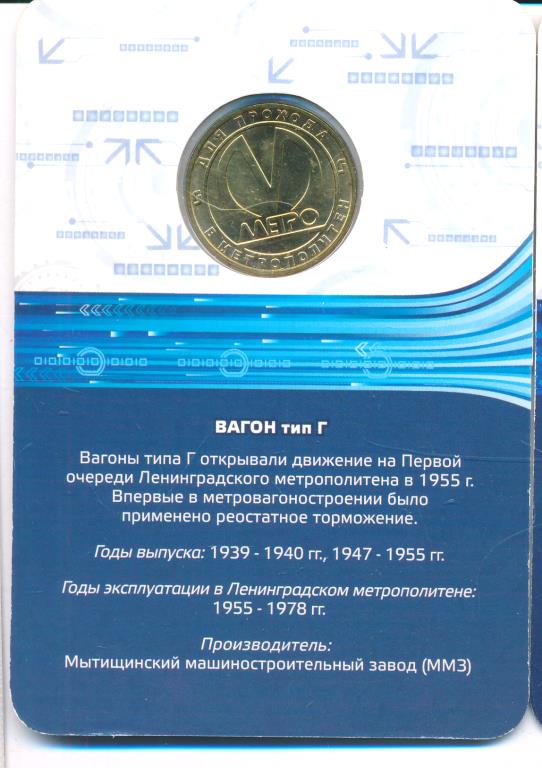 ДЛЯ ПРОХОДА
МЕТРО
В МЕТРОПОЛИТЕН
ВАГОН тип Г
Вагоны типа Г открывали движение на Первой
очереди Ленинградского метрополитена в 1955 г.
Впервые в метровагоностроении было
применено реостатное торможение.
Годы выпуска: 1939 - 1940 гг., 1947 - 1955 гг.
Годы эксплуатации в Ленинградском метрополитене:
1955 - 1978 гг.
Производитель:
Мытищинский машиностроительный завод (ММЗ)